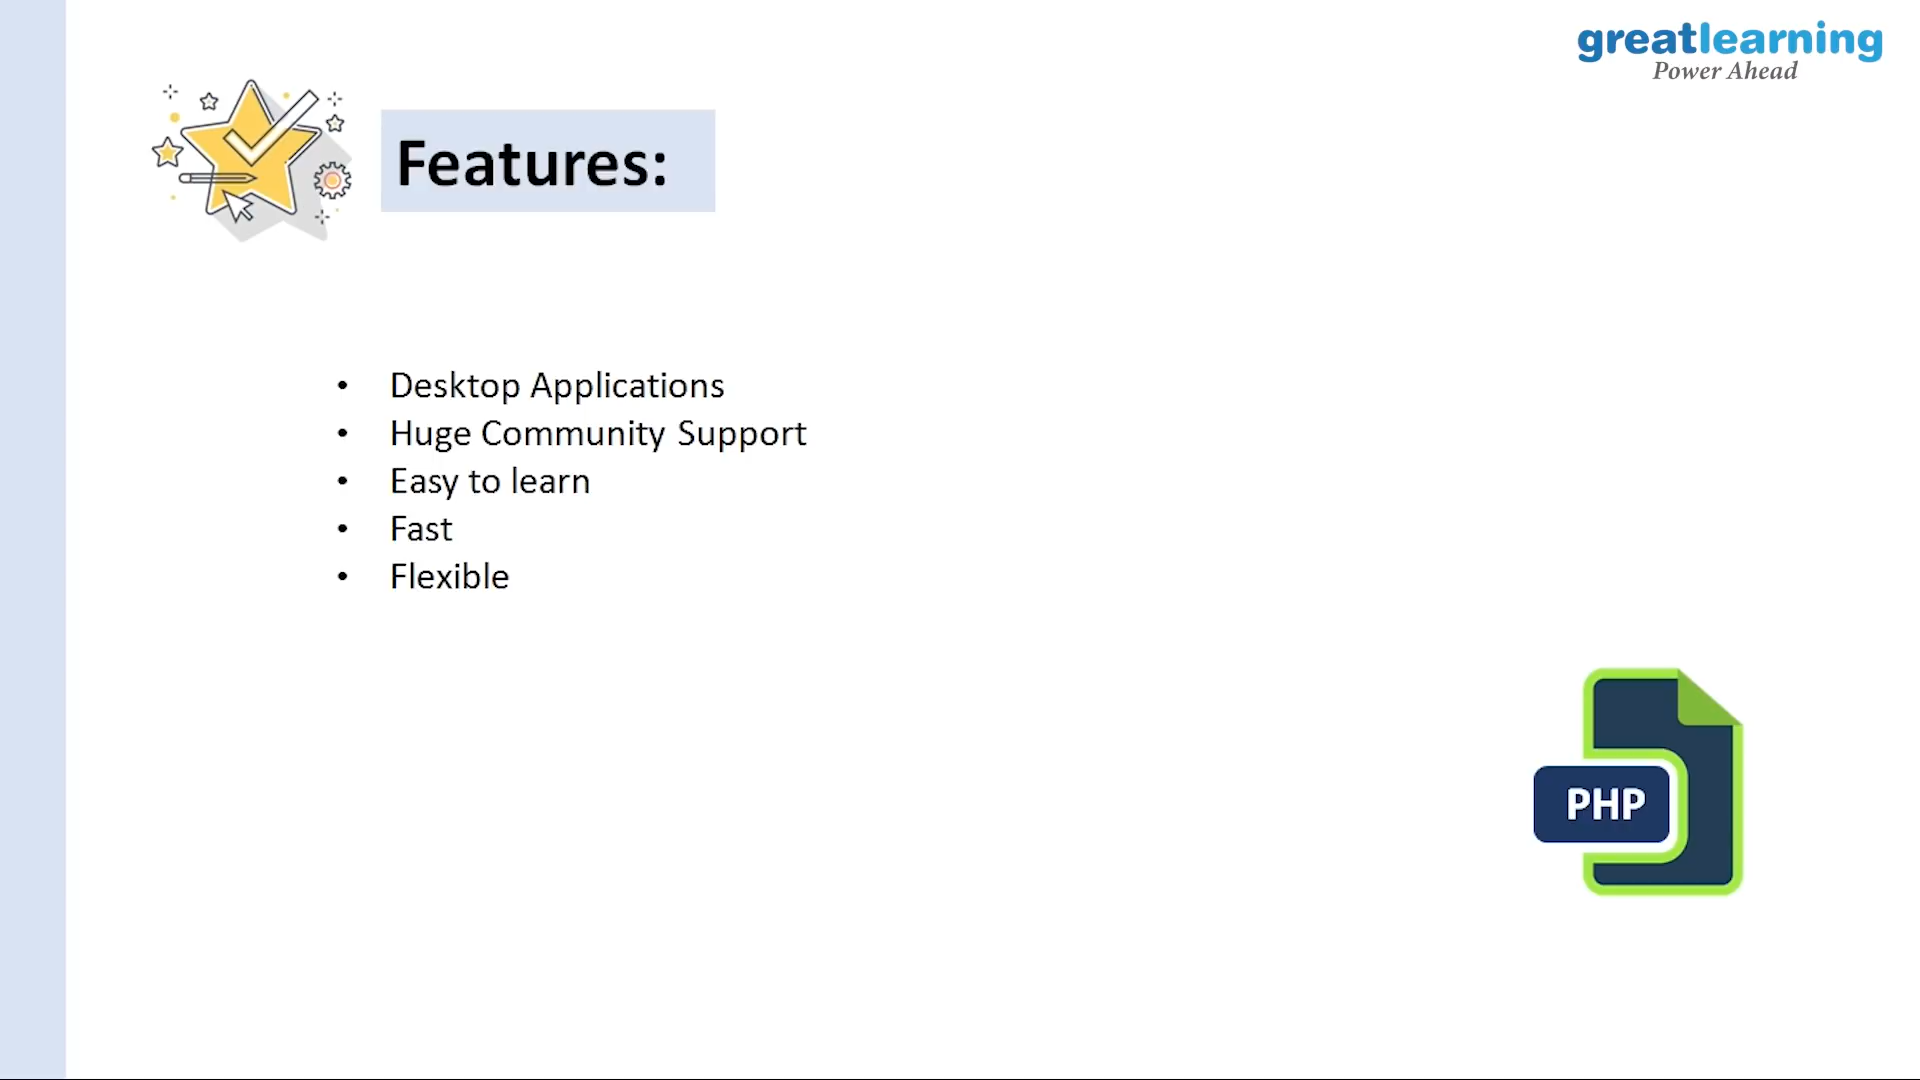 greatlearning
Power Ahead
Features:
• Desktop Applications
• Huge Community Support
• Easy to learn
• Fast
• Flexible
PHP